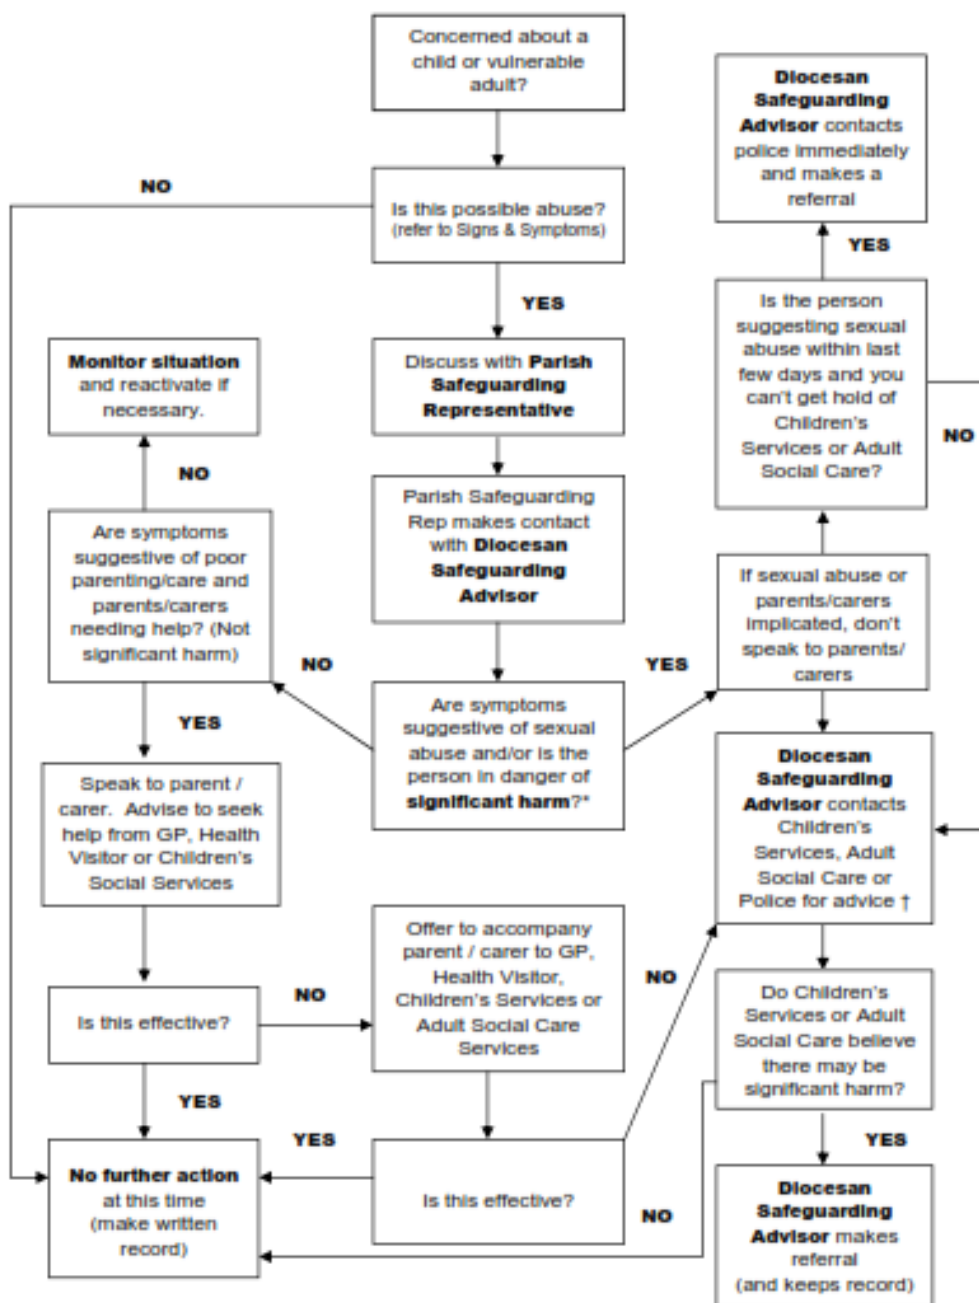 Concerned about a
child or vulnerable
adult?
Diocesan
Safeguarding
Advisor contacts
police immediately
and makes a
referral
NO
Is this possible abuse?
(refer to Signs & Symptoms)
YES
YES
Is the person
suggesting sexual
abuse within last
few days and you
can't get hold of
Children's
Services or Adult
Social Care?
NO
Monitor situation
and reactivate if
necessary.
Discuss with Parish
Safeguarding
Representative
NO
Are symptoms
suggestive of poor
parenting/care and
parents/carers
needing help? (Not
significant harm)
Parish Safeguarding
Rep makes contact
with Diocesan
Safeguarding
Advisor
If sexual abuse or
parents/carers
implicated, don't
speak to parents/
carers
NO
YES
YES
Are symptoms
suggestive of sexual
abuse and/or is the
person in danger of
significant harm?*
Speak to parent /
carer. Advise to seek
help from GP, Health
Visitor or Children's
Social Services
Diocesan
Safeguarding
Advisor contacts
Children's
Services, Adult
Social Care or
Police for advice †
Is this effective?
NO
Offer to accompany
parent / carer to GP,
Health Visitor,
Children's Services or
Adult Social Care
Services
NO
Do Children's
Services or Adult
Social Care believe
there may be
significant harm?
YES
YES
YES
No further action
at this time
(make written
record)
Is this effective?
NO
Diocesan
Safeguarding
Advisor makes
referral
(and keeps record)